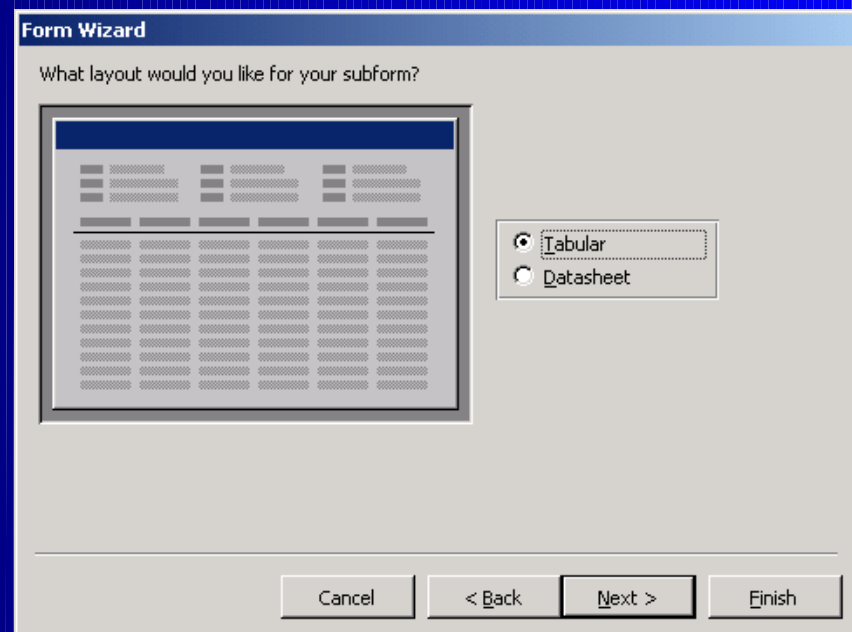 Form Wizard
What layout would you like for your subform?
Tabular
Datasheet
Cancel
< Back
Next >
Finish